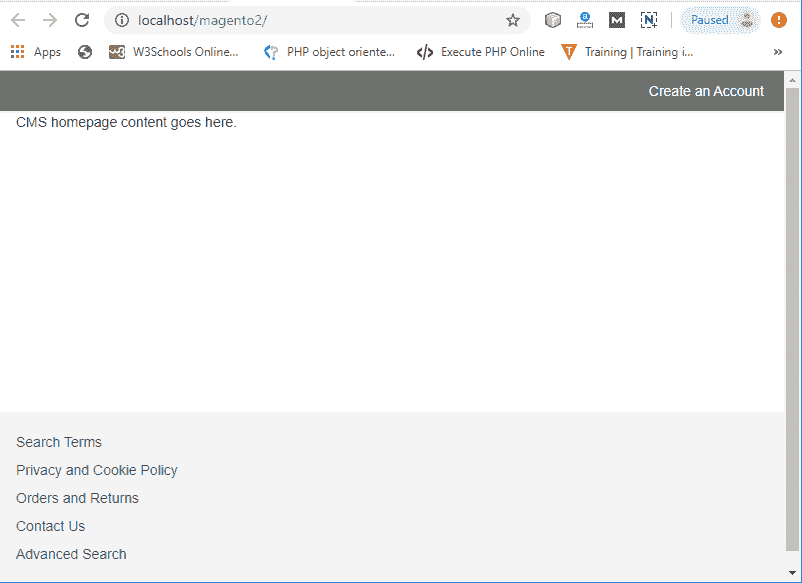 localhost/magento2/
Paused
Apps
W3Schools Online...
PHP object oriente...
Execute PHP Online
Training | Training i...
Create an Account
CMS homepage content goes here.
Search Terms
Privacy and Cookie Policy
Orders and Returns
Contact Us
Advanced Search